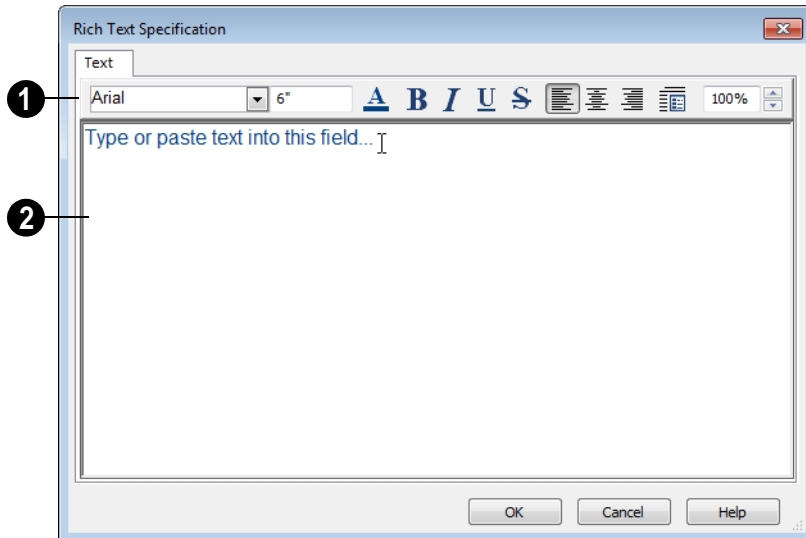 Rich Text Specification
Text
1
Arial 6" A B I U S 100%
Type or paste text into this field...
2
OK Cancel Help